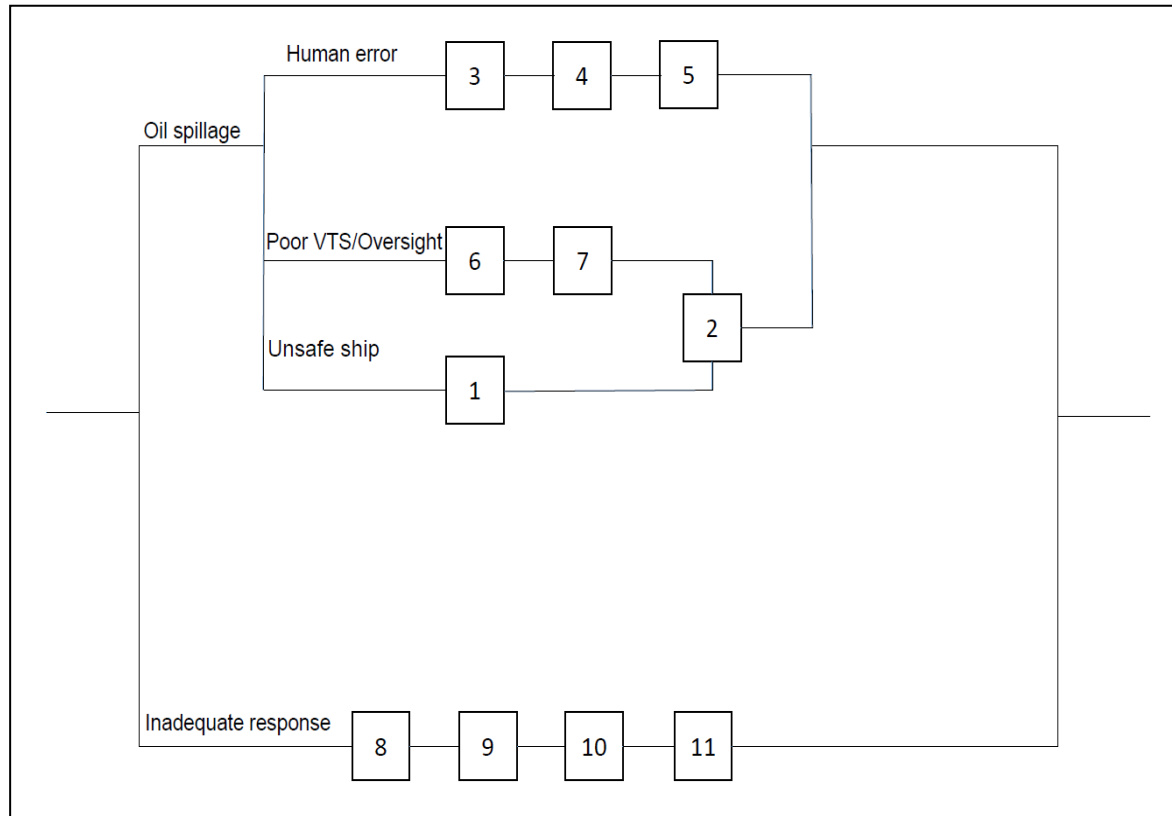 Human error
3
4
5
Oil spillage
Poor VTS/Oversight
6
7
2
Unsafe ship
1
Inadequate response
8
9
10
11